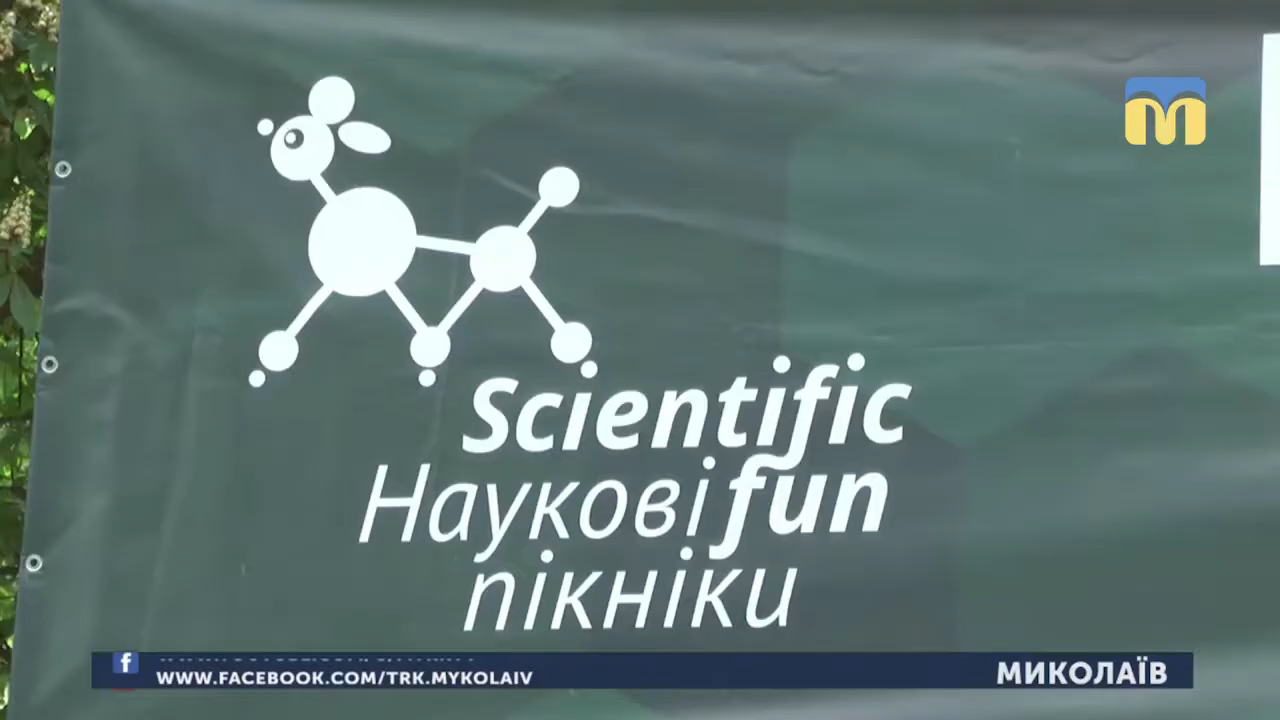 Scientific
Наукові fun
пікніки
WWW.FACEBOOK.COM/TRK.MYKOLAIV
МИКОЛАЇВ